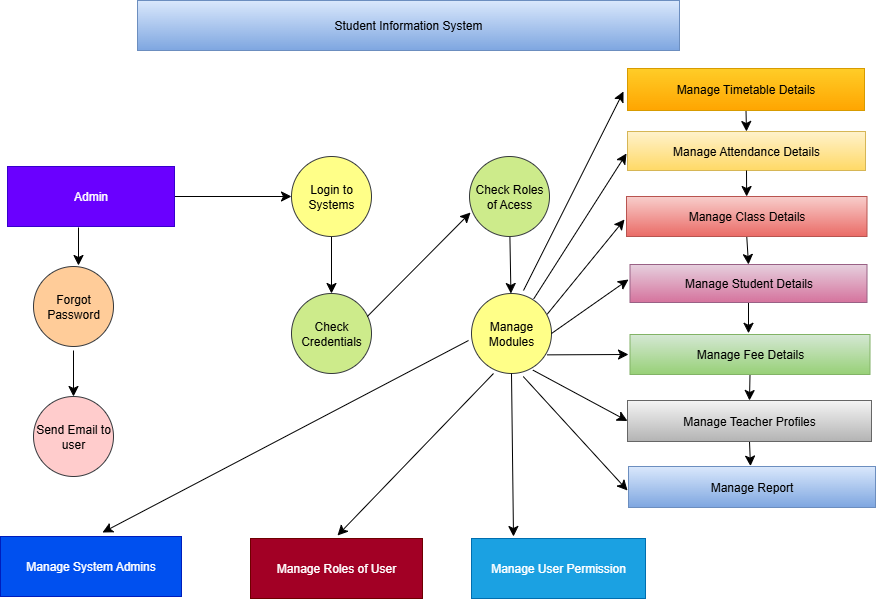 Student Information System
Manage Timetable Details
Manage Attendance Details
Admin
Login to
Systems
Check Roles
of Acess
Manage Class Details
Manage Student Details
Forgot
Password
Check
Credentials
Manage
Modules
Manage Fee Details
Manage Teacher Profiles
Send Email to
user
Manage Report
Manage System Admins
Manage Roles of User
Manage User Permission